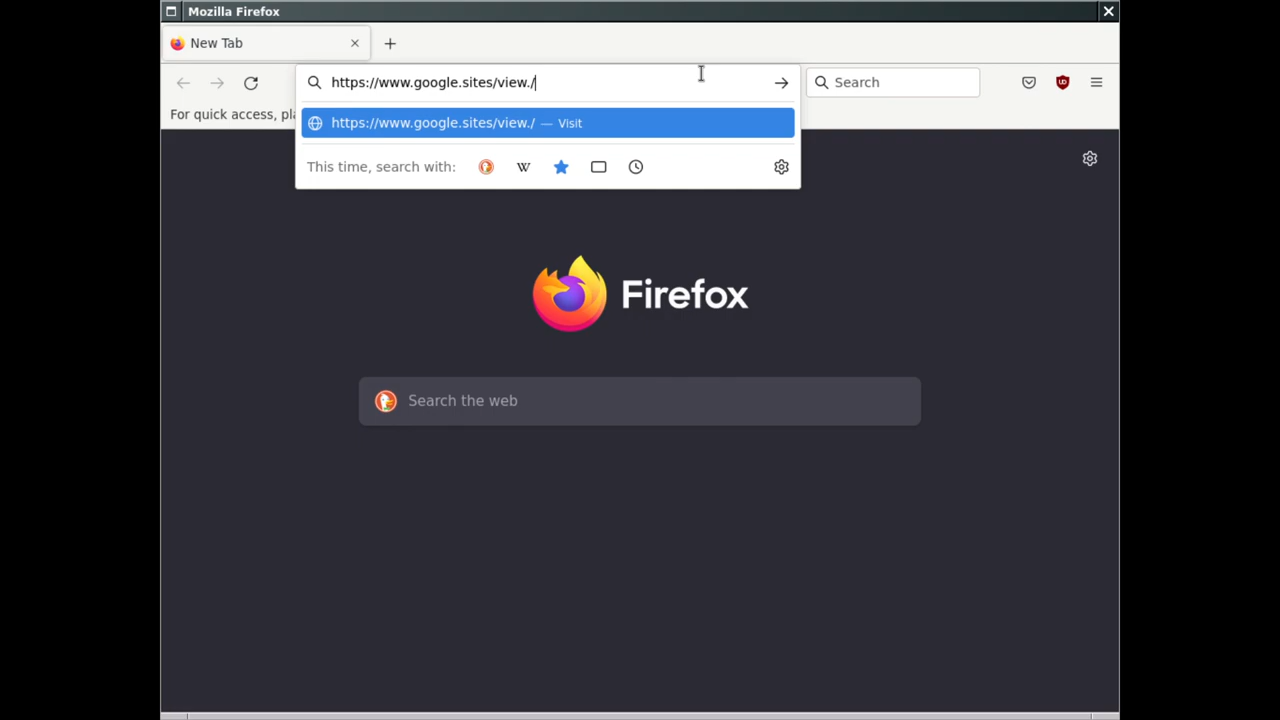 Mozilla Firefox
New Tab
https://www.google.sites/view./
Search
For quick access, pla
https://www.google.sites/view./ — Visit
This time, search with: W
Firefox
Search the web